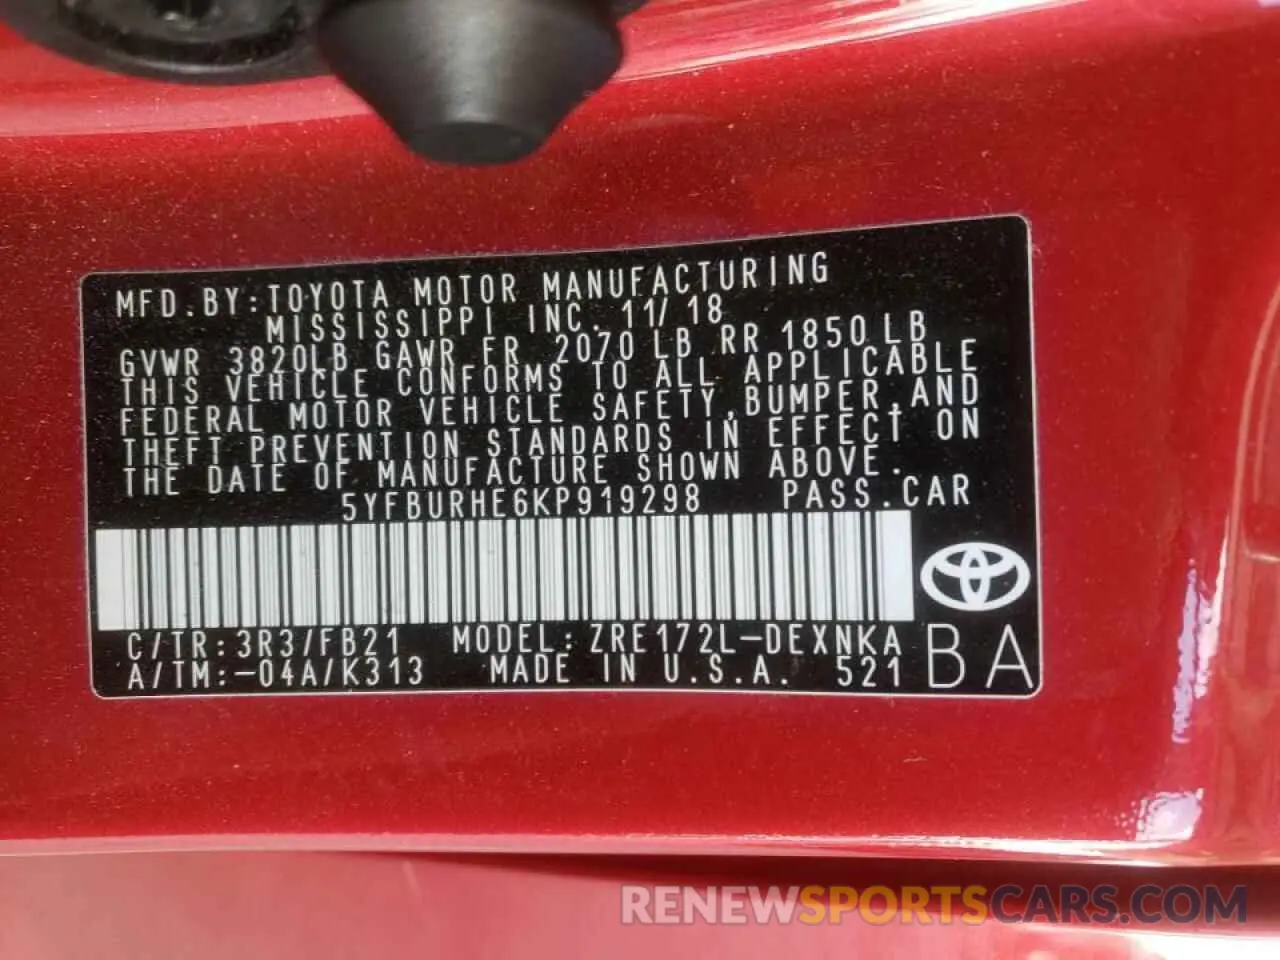 MFD.BY:TOYOTA MOTOR MANUFACTURING
MISSISSIPPI INC. 11/18
GVWR 3820LB GAWR FR 2070 LB RR 1850 LB
THIS VEHICLE CONFORMS TO ALL APPLICABLE
FEDERAL MOTOR VEHICLE SAFETY,BUMPER,AND
THEFT PREVENTION STANDARDS IN EFFECT ON
THE DATE OF MANUFACTURE SHOWN ABOVE.
5YFBURHE6KP919298 PASS.CAR
C/TR:3R3/FB21 MODEL:ZRE172L-DEXNKA
A/TM:-04A/K313 MADE IN U.S.A. 521
BA
RENEWSPORTSCARS.COM